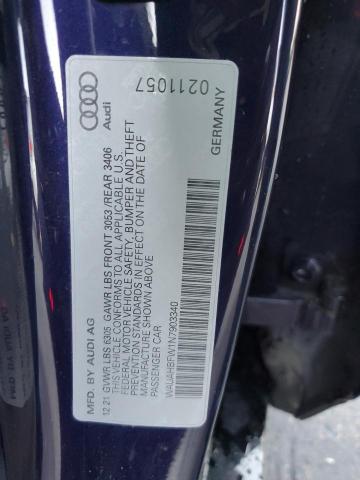 Audi
0211057
GERMANY
MFD. BY AUDI AG
12.21 GVWR LBS 6305 GAWR LBS FRONT 3053 /REAR 3406
THIS VEHICLE CONFORMS TO ALL APPLICABLE U.S.
FEDERAL MOTOR VEHICLE SAFETY, BUMPER AND THEFT
PREVENTION STANDARDS IN EFFECT ON THE DATE OF
MANUFACTURE SHOWN ABOVE
PASSENGER CAR
WAUAHBFW1N7903340